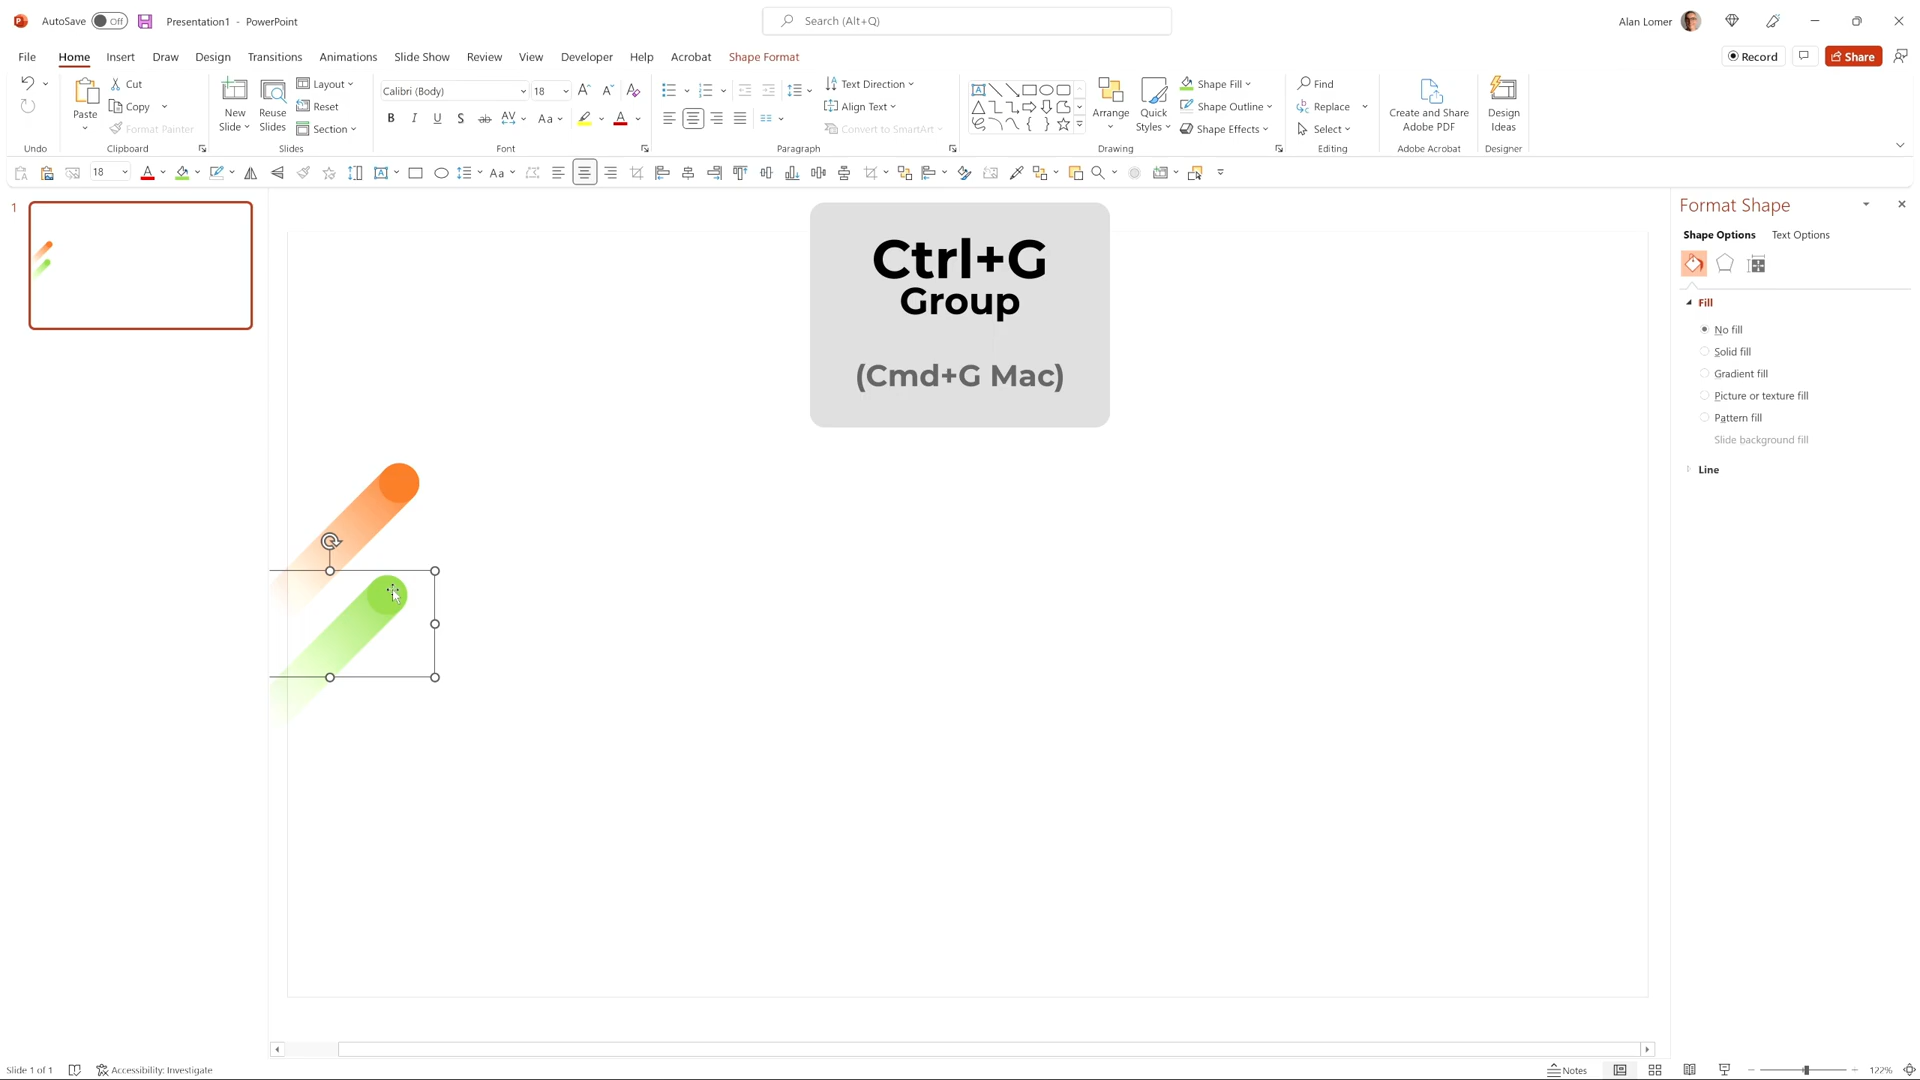 AutoSave Off Presentation1 - PowerPoint Search (Alt+Q) Alan Lomer
File Home Insert Draw Design Transitions Animations Slide Show Review View Developer Help Acrobat Shape Format Record Share
Paste Cut Copy Format Painter
Clipboard
New Slide Reuse Slides Layout Reset Section
Slides
Calibri (Body) 18
B I U S ab AV Aa A
Font
Text Direction
Align Text
Convert to SmartArt
Paragraph
Arrange Quick Styles
Shape Fill
Shape Outline
Shape Effects
Drawing
Find
Replace
Select
Editing
Create and Share Adobe PDF
Adobe Acrobat
Design Ideas
Designer
18 A Aa
1
Ctrl+G
Group
(Cmd+G Mac)
Format Shape
Shape Options Text Options
Fill
No fill
Solid fill
Gradient fill
Picture or texture fill
Pattern fill
Slide background fill
Line
Slide 1 of 1 Accessibility: Investigate Notes 122%